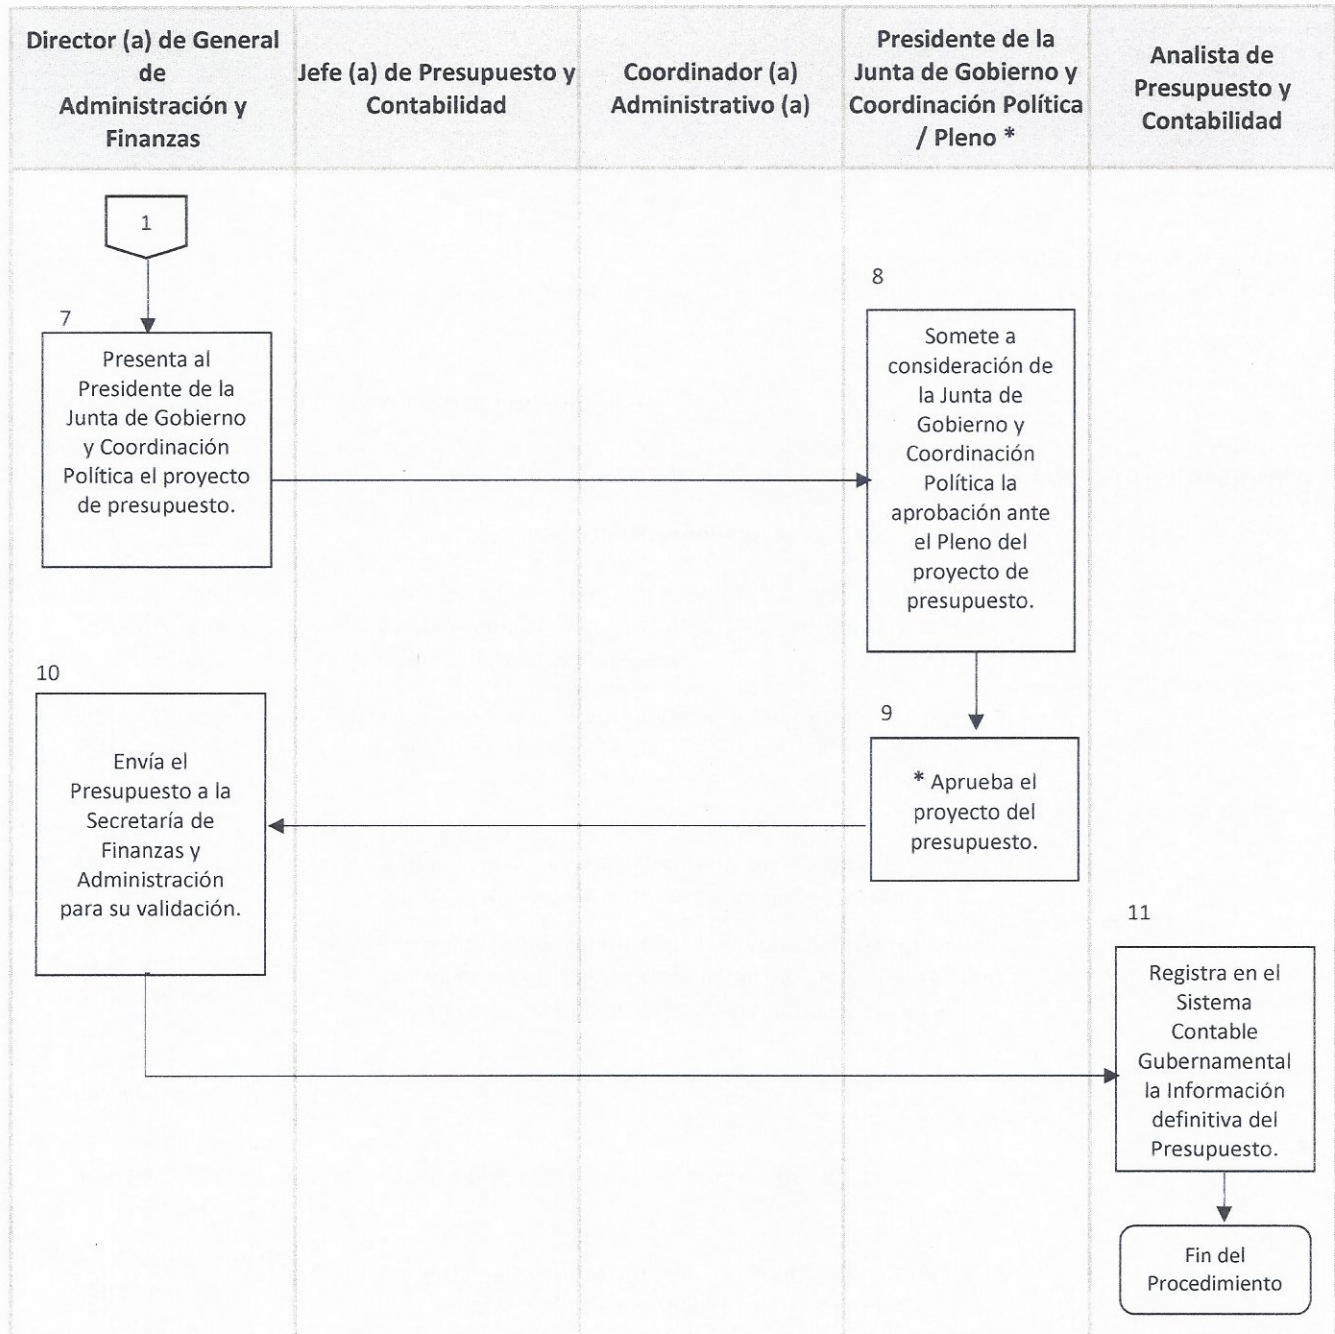 Director (a) de General
de
Administración y
Finanzas
Jefe (a) de Presupuesto y
Contabilidad
Coordinador (a)
Administrativo (a)
Presidente de la
Junta de Gobierno y
Coordinación Política
/ Pleno *
Analista de
Presupuesto y
Contabilidad
1
7
Presenta al
Presidente de la
Junta de Gobierno
y Coordinación
Política el proyecto
de presupuesto.
8
Somete a
consideración de
la Junta de
Gobierno y
Coordinación
Política la
aprobación ante
el Pleno del
proyecto de
presupuesto.
9
* Aprueba el
proyecto del
presupuesto.
10
Envía el
Presupuesto a la
Secretaría de
Finanzas y
Administración
para su validación.
11
Registra en el
Sistema
Contable
Gubernamental
la Información
definitiva del
Presupuesto.
Fin del
Procedimiento